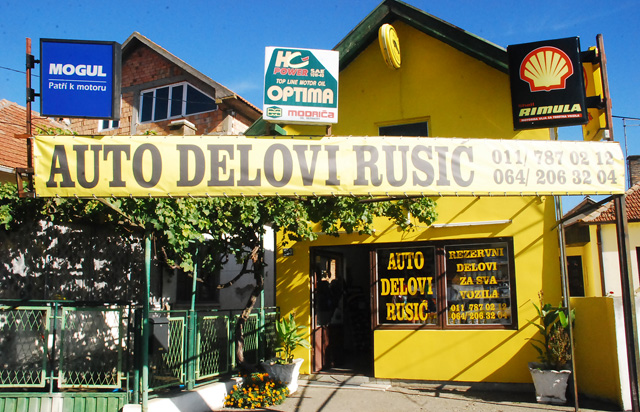 MOGUL
Patří k motoru
HC
POWER
TOP LINE MOTOR OIL
OPTIMA
MODRIČA
Shell
RIMULA
AUTO DELOVI RUSIĆ
011/ 787 02 12
064/ 206 32 04
AUTO
DELOVI
RUSIĆ
REZERVNI
DELOVI
ZA SVA
VOZILA
011/ 787 02 12
064/ 206 32 04